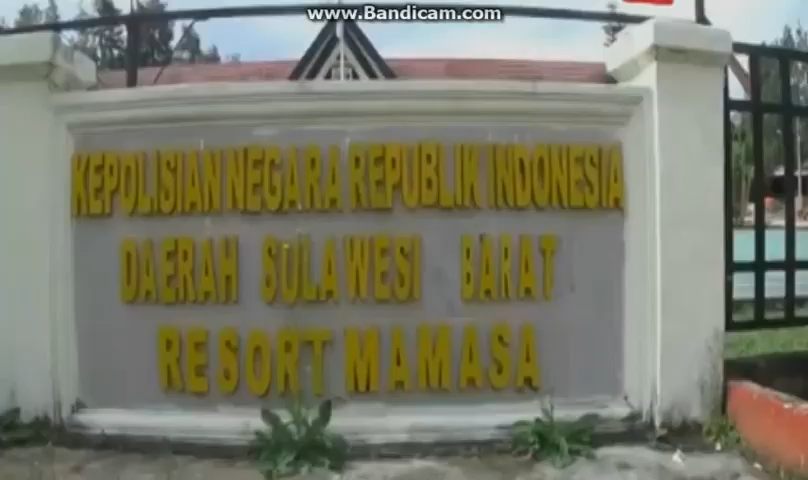 www.Bandicam.com
KEPOLISIAN NEGARA REPUBLIK INDONESIA
DAERAH SULAWESI BARAT
RESORT MAMASA